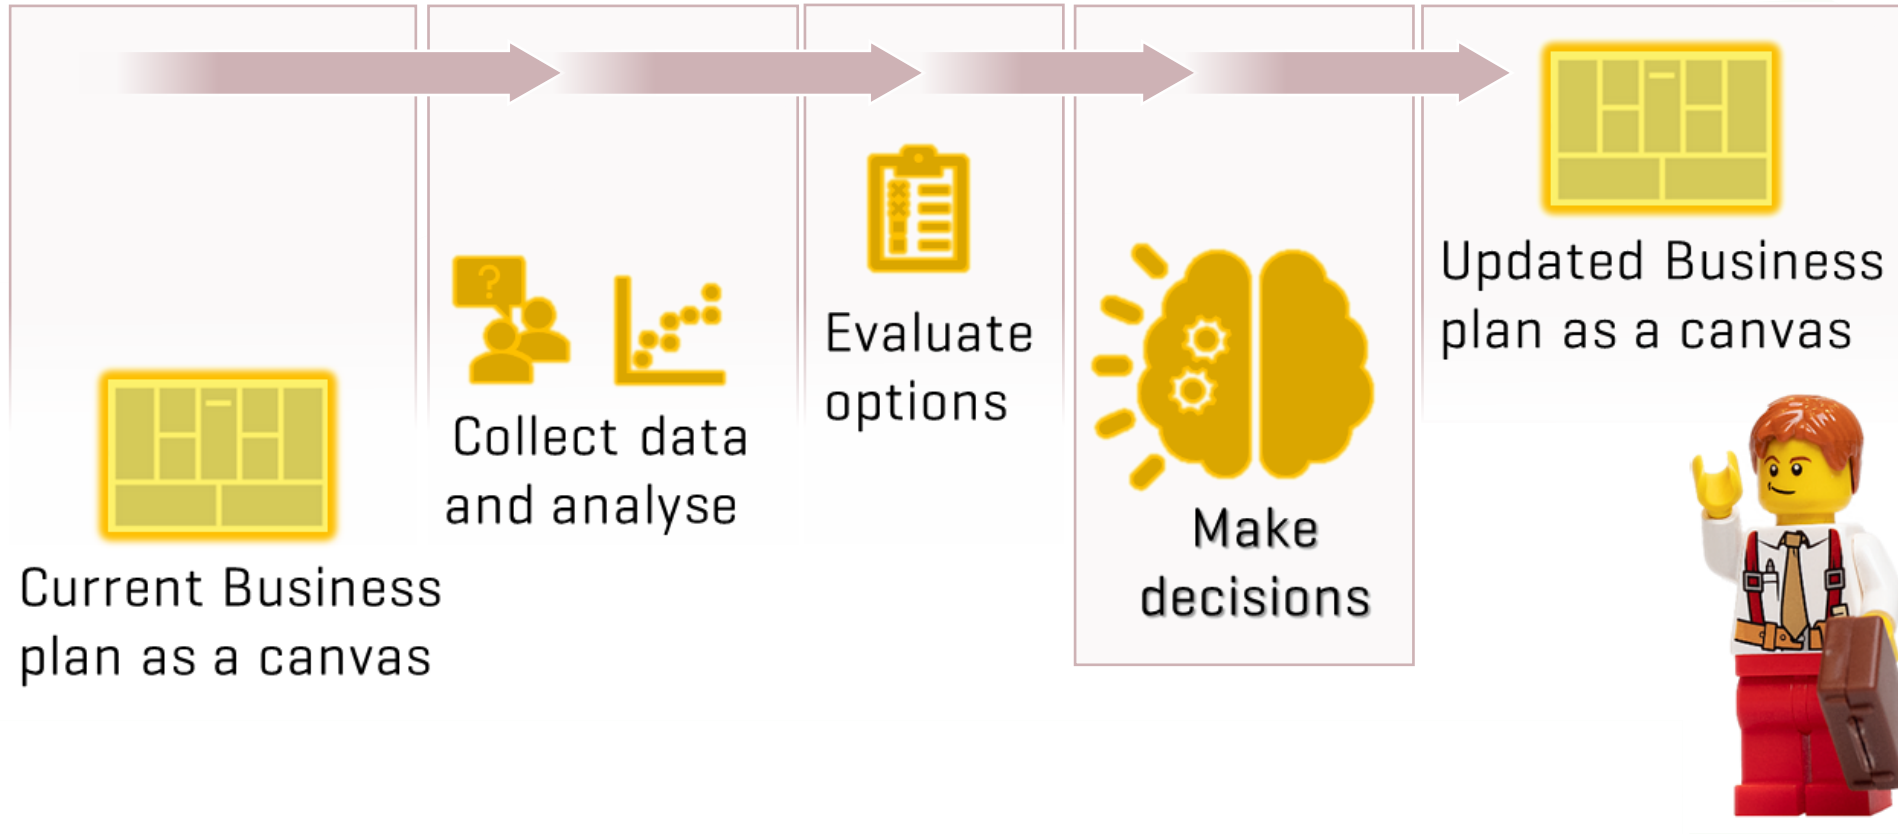 Current Business
plan as a canvas
?
Collect data
and analyse
Evaluate
options
Make
decisions
Updated Business
plan as a canvas